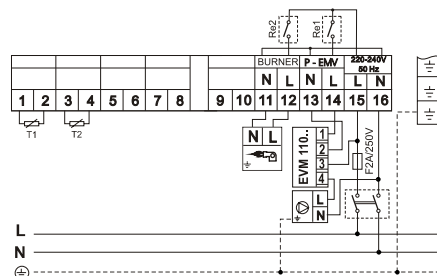 Re2
Re1
BURNER P - EMV 220-240V
50 Hz
N L N L L N
1 2 3 4 5 6 7 8 9 10 11 12 13 14 15 16
T1 T2
N L
EVM 110..
1
2
3
4
F2A/250V
L
N
L
N